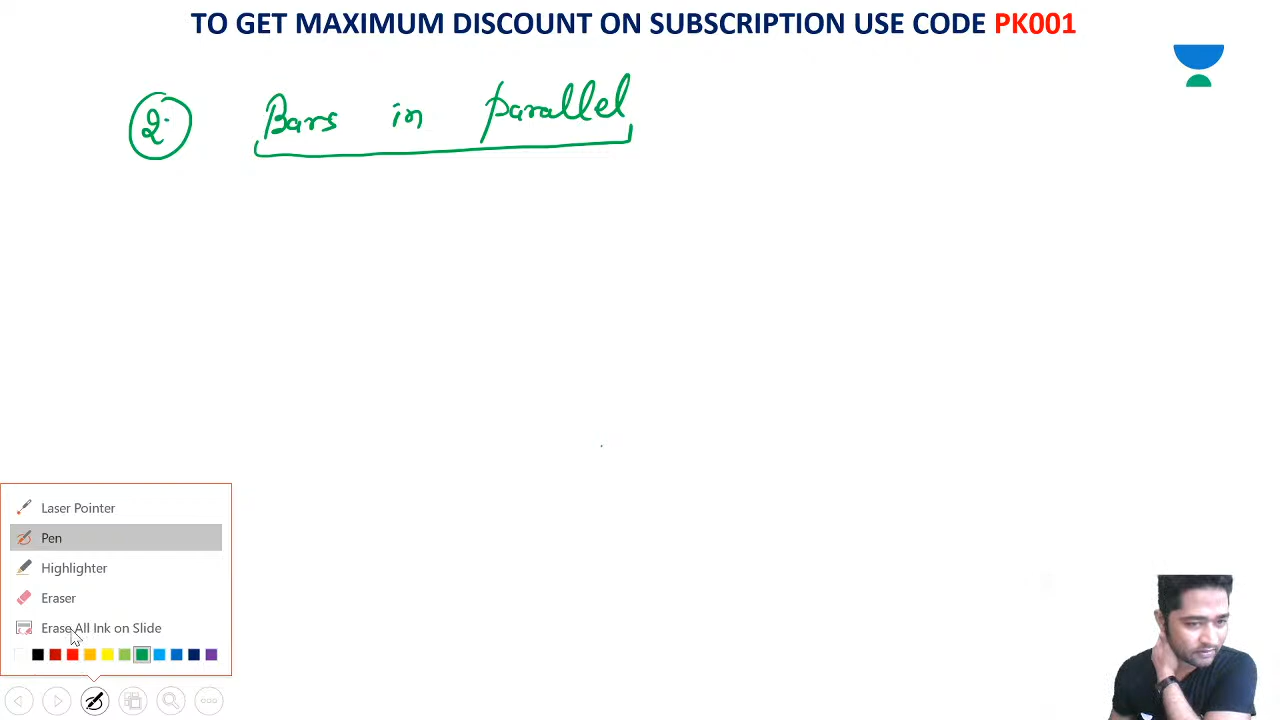 TO GET MAXIMUM DISCOUNT ON SUBSCRIPTION USE CODE PK001
2. Bars in parallel
Laser Pointer
Pen
Highlighter
Eraser
Erase All Ink on Slide